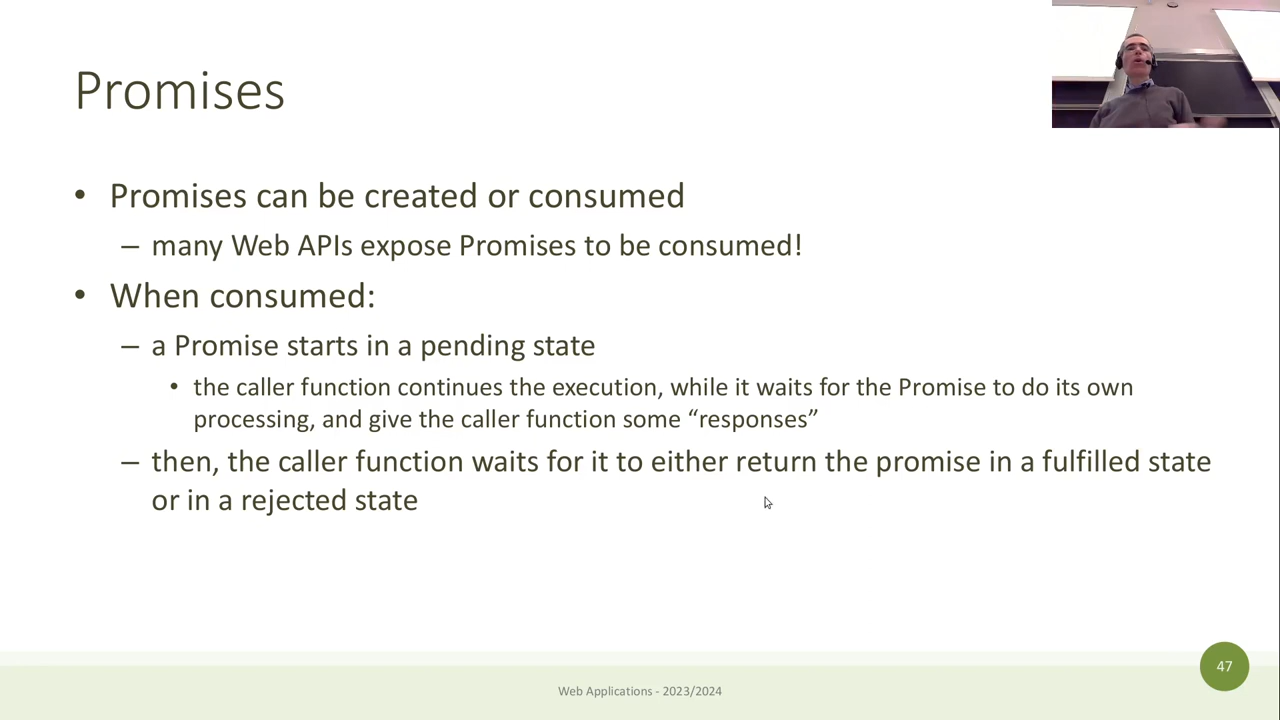 Promises
• Promises can be created or consumed
– many Web APIs expose Promises to be consumed!
• When consumed:
– a Promise starts in a pending state
• the caller function continues the execution, while it waits for the Promise to do its own
processing, and give the caller function some “responses”
– then, the caller function waits for it to either return the promise in a fulfilled state
or in a rejected state
47
Web Applications - 2023/2024